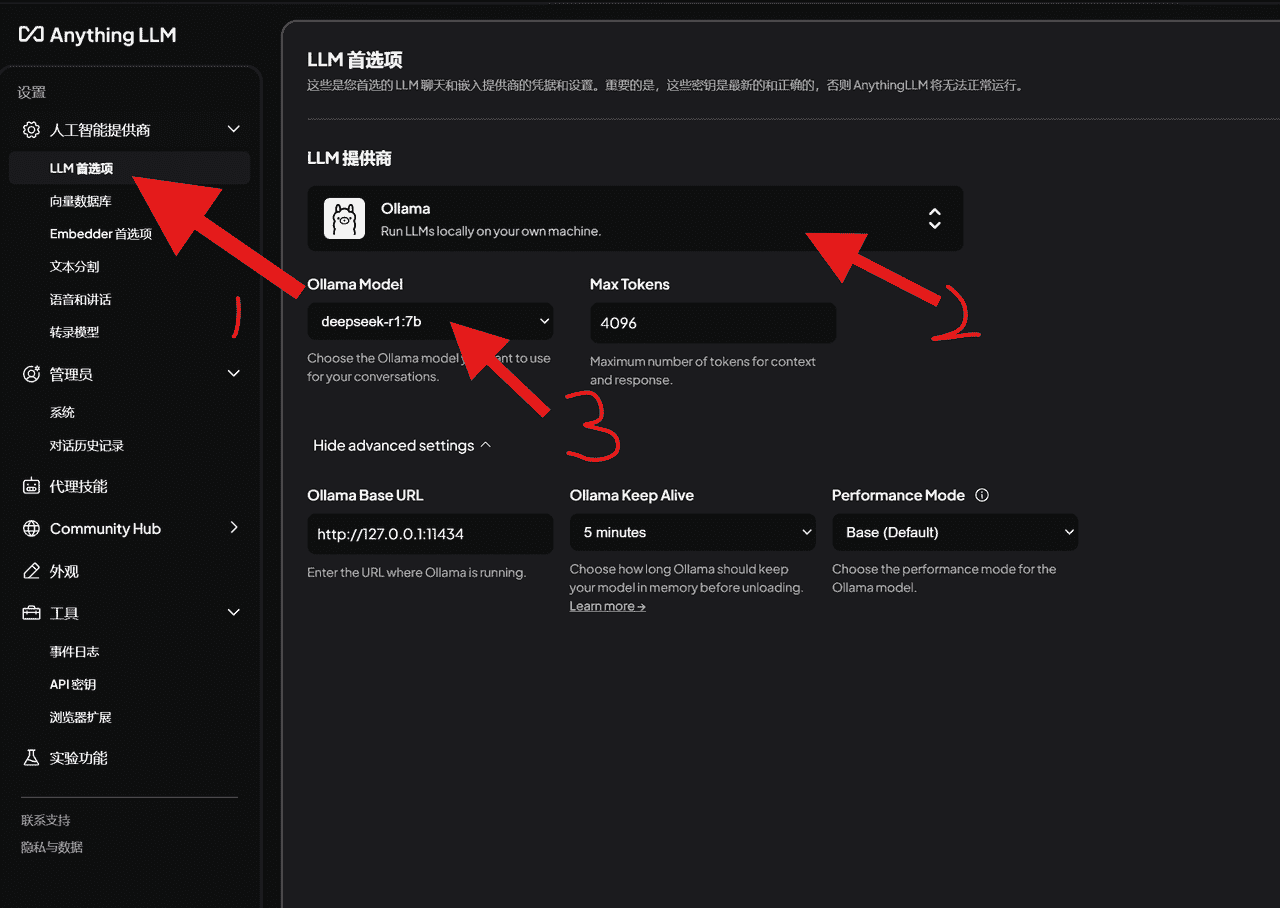 Anything LLM
设置
人工智能提供商
LLM 首选项
向量数据库
Embedder 首选项
文本分割
语音和讲话
转录模型
管理员
系统
对话历史记录
代理技能
Community Hub
外观
工具
事件日志
API 密钥
浏览器扩展
实验功能
联系支持
隐私与数据
LLM 首选项
这些是您首选的 LLM 聊天和嵌入提供商的凭据和设置。重要的是，这些密钥是最新的和正确的，否则 AnythingLLM 将无法正常运行。
LLM 提供商
Ollama
Run LLMs locally on your own machine.
1
2
Ollama Model
deepseek-r1:7b
Choose the Ollama model you want to use
for your conversations.
Max Tokens
4096
Maximum number of tokens for context
and response.
3
Hide advanced settings
Ollama Base URL
http://127.0.0.1:11434
Enter the URL where Ollama is running.
Ollama Keep Alive
5 minutes
Choose how long Ollama should keep
your model in memory before unloading.
Learn more →
Performance Mode
Base (Default)
Choose the performance mode for the
Ollama model.